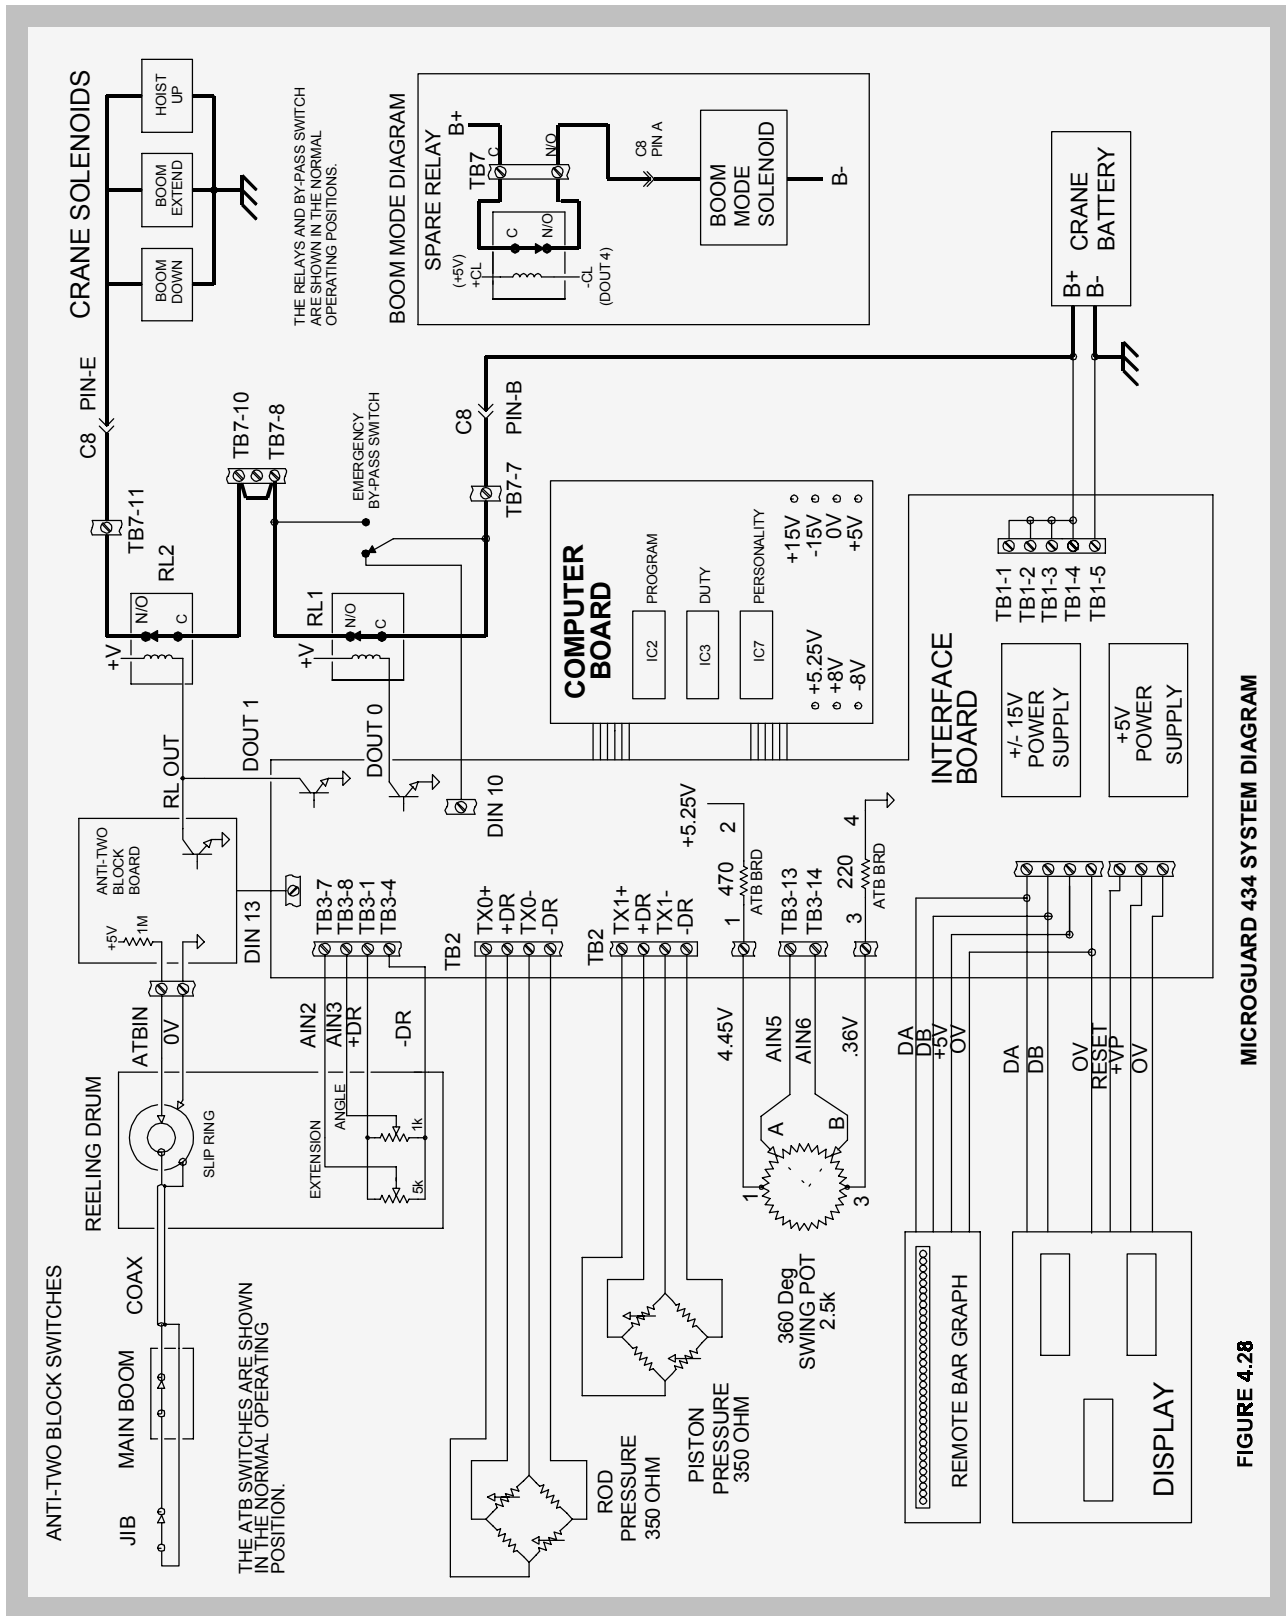 ANTI-TWO BLOCK SWITCHES
JIB
MAIN BOOM
COAX
THE ATB SWITCHES ARE SHOWN
IN THE NORMAL OPERATING
POSITION.
REELING DRUM
SLIP RING
EXTENSION
ANGLE
5k
1k
ATBIN
0V
ANTI-TWO
BLOCK
BOARD
+5V
1M
DIN 13
RL OUT
DOUT 1
DOUT 0
DIN 10
AIN2
AIN3
+DR
-DR
TB3-7
TB3-8
TB3-1
TB3-4
+V
RL2
N/O
C
TB7-11
C8
PIN-E
CRANE SOLENOIDS
BOOM
DOWN
BOOM
EXTEND
HOIST
UP
+V
RL1
N/O
C
TB7-10
TB7-8
EMERGENCY
BY-PASS SWITCH
THE RELAYS AND BY-PASS SWITCH
ARE SHOWN IN THE NORMAL
OPERATING POSITIONS.
TB7-7
C8
PIN-B
BOOM MODE DIAGRAM
SPARE RELAY
(+5V)
+CL
-CL
(DOUT 4)
C
N/O
TB7
C
N/O
B+
C8
PIN A
BOOM
MODE
SOLENOID
B-
ROD
PRESSURE
350 OHM
TB2
TX0+
+DR
TX0-
-DR
PISTON
PRESSURE
350 OHM
TB2
TX1+
+DR
TX1-
-DR
COMPUTER
BOARD
IC2
PROGRAM
IC3
DUTY
IC7
PERSONALITY
+5.25V
+8V
-8V
+15V
-15V
0V
+5V
360 Deg
SWING POT
2.5k
1
A
B
3
4.45V
AIN5
AIN6
.36V
TB3-13
TB3-14
1
470
2
ATB BRD
+5.25V
3
220
4
ATB BRD
REMOTE BAR GRAPH
DA
DB
+5V
OV
DISPLAY
DA
DB
OV
RESET
+VP
OV
INTERFACE
BOARD
+/- 15V
POWER
SUPPLY
+5V
POWER
SUPPLY
TB1-1
TB1-2
TB1-3
TB1-4
TB1-5
B+
B-
CRANE
BATTERY
FIGURE 4.28
MICROGUARD 434 SYSTEM DIAGRAM